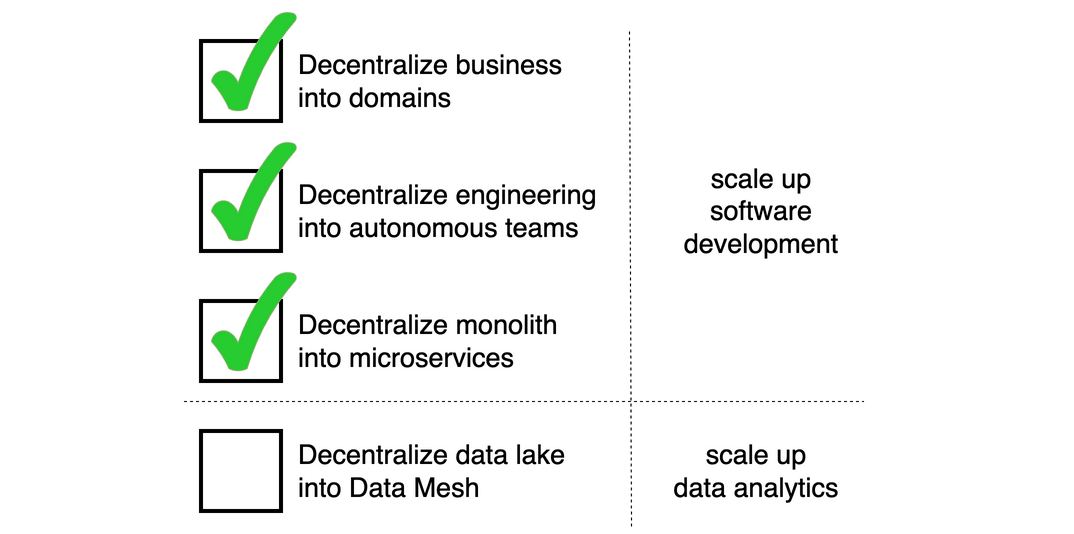 Decentralize business
into domains
Decentralize engineering
into autonomous teams
Decentralize monolith
into microservices
scale up
software
development
Decentralize data lake
into Data Mesh
scale up
data analytics